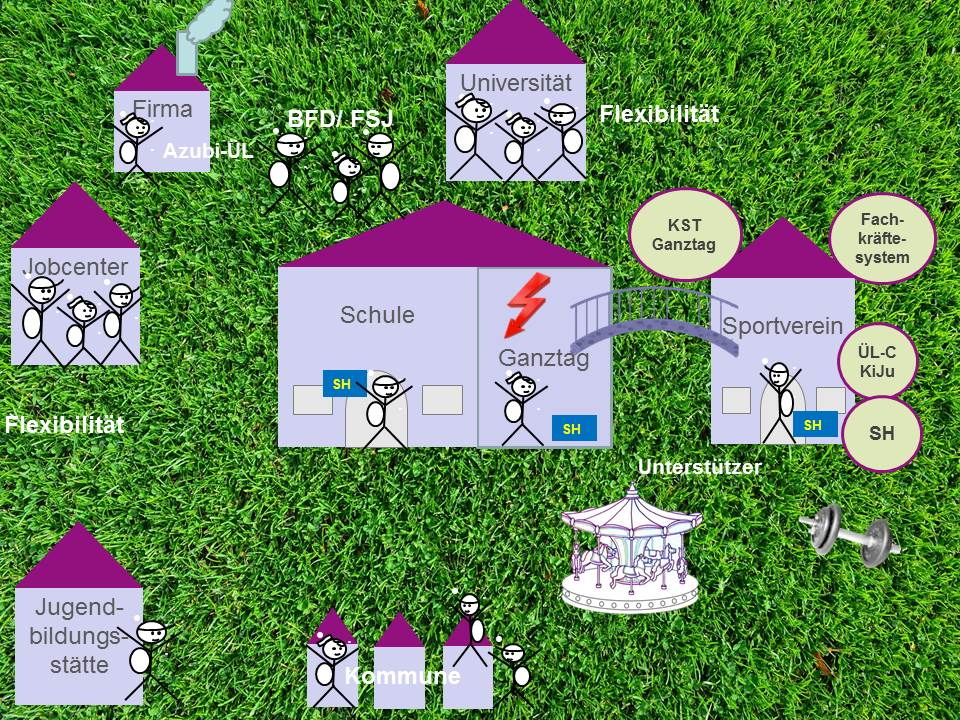 Universität
Firma
Flexibilität
BFD/ FSJ
Azubi-ÜL
KST
Ganztag
Fach-
kräfte-
system
Jobcenter
Schule
Sportverein
Ganztag
ÜL-C
KiJu
SH
SH
SH
SH
Flexibilität
Unterstützer
Jugend-
bildungs-
stätte
Kommune